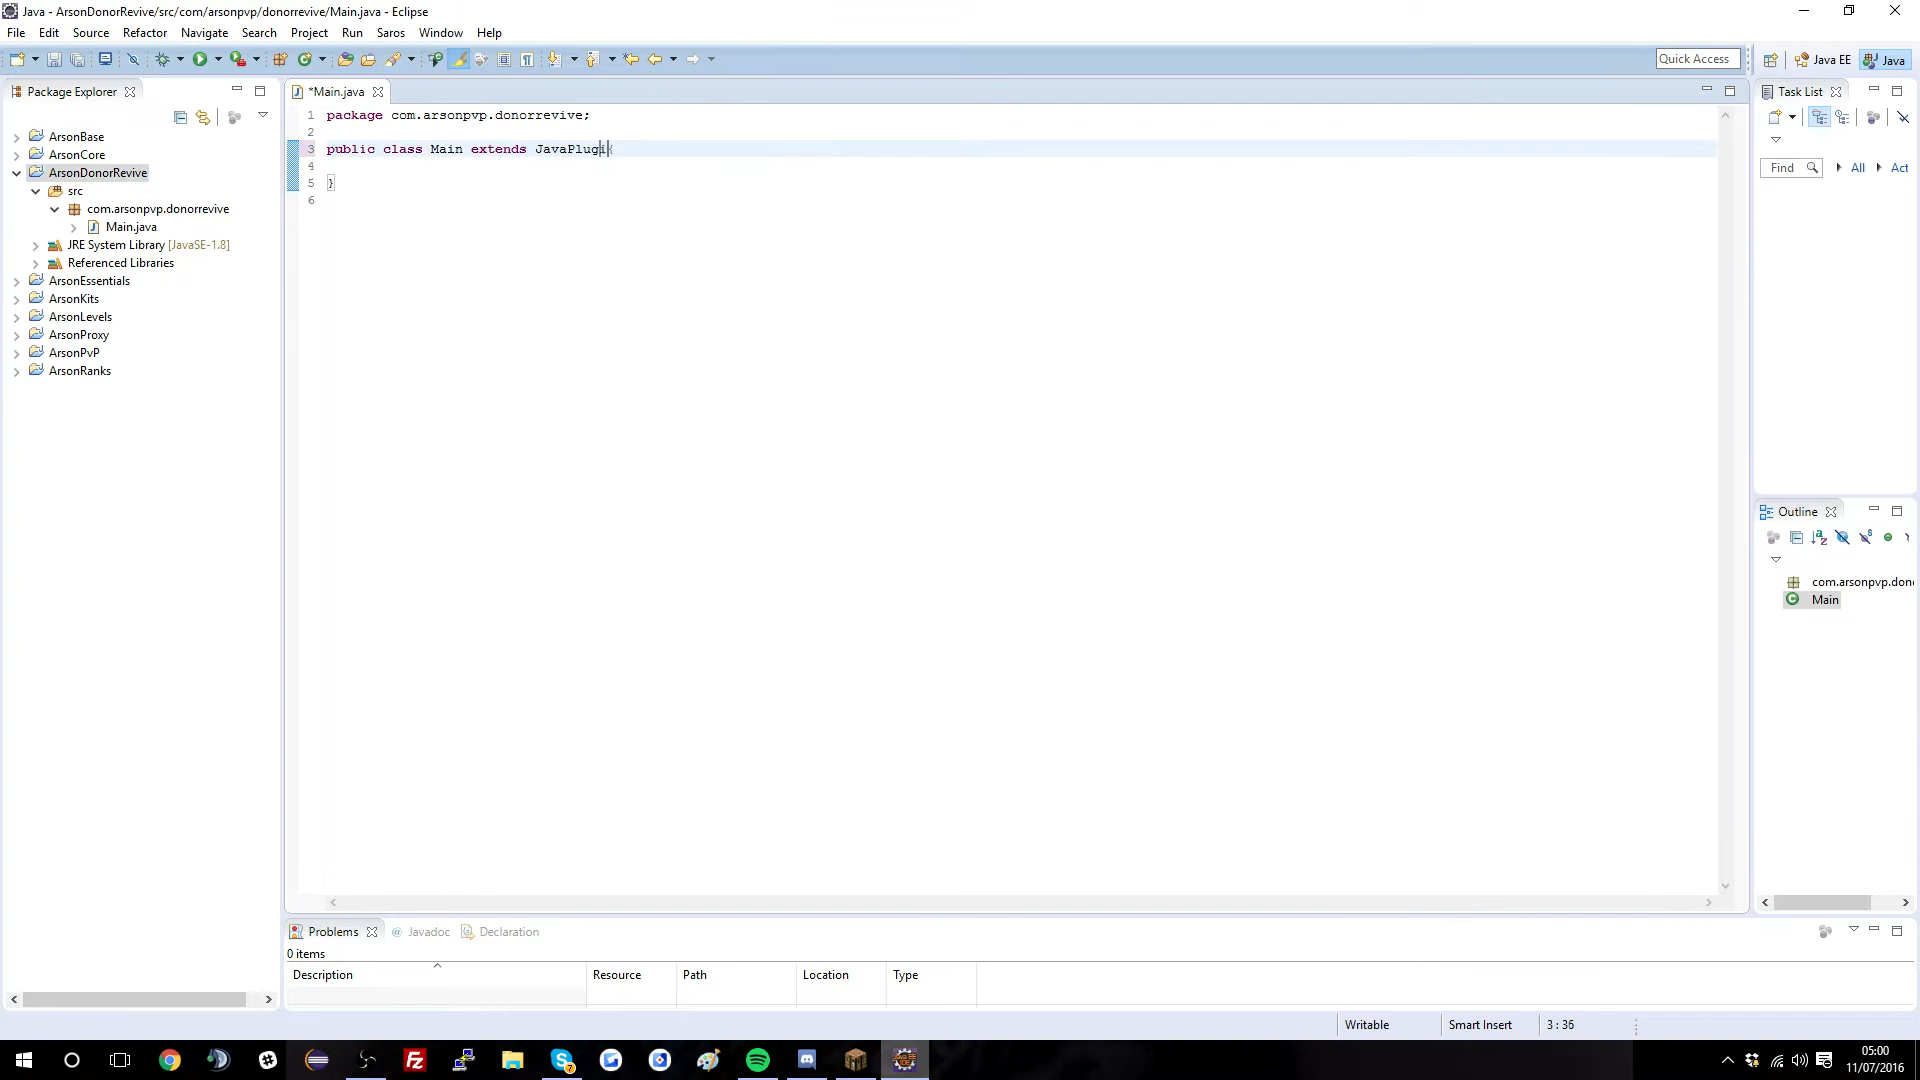 Java - ArsonDonorRevive/src/com/arsonpvp/donorrevive/Main.java - Eclipse
File Edit Source Refactor Navigate Search Project Run Saros Window Help
Quick Access
Java EE
Java
Package Explorer
*Main.java
Task List
ArsonBase
ArsonCore
ArsonDonorRevive
src
com.arsonpvp.donorrevive
Main.java
JRE System Library [JavaSE-1.8]
Referenced Libraries
ArsonEssentials
ArsonKits
ArsonLevels
ArsonProxy
ArsonPvP
ArsonRanks
1 package com.arsonpvp.donorrevive;
2
3 public class Main extends JavaPlugi{
4
5 }
6
Find All Act
Outline
com.arsonpvp.don
Main
Problems Javadoc Declaration
0 items
Description Resource Path Location Type
Writable Smart Insert 3 : 36
05:00
11/07/2016